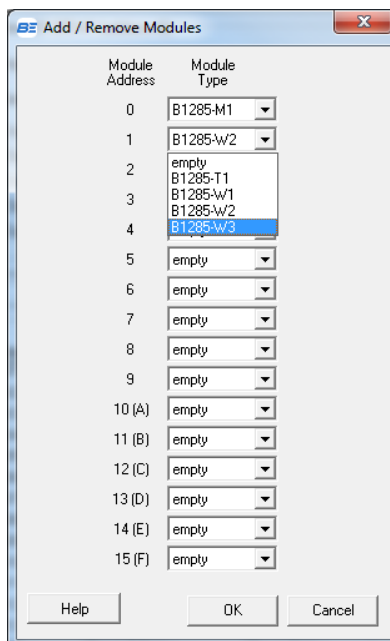 BE Add / Remove Modules
Module Address Module Type
0 B1285-M1
1 B1285-W2
2 empty
B1285-T1
3 B1285-W1
B1285-W2
4 B1285-W3
5 empty
6 empty
7 empty
8 empty
9 empty
10 (A) empty
11 (B) empty
12 (C) empty
13 (D) empty
14 (E) empty
15 (F) empty
Help OK Cancel